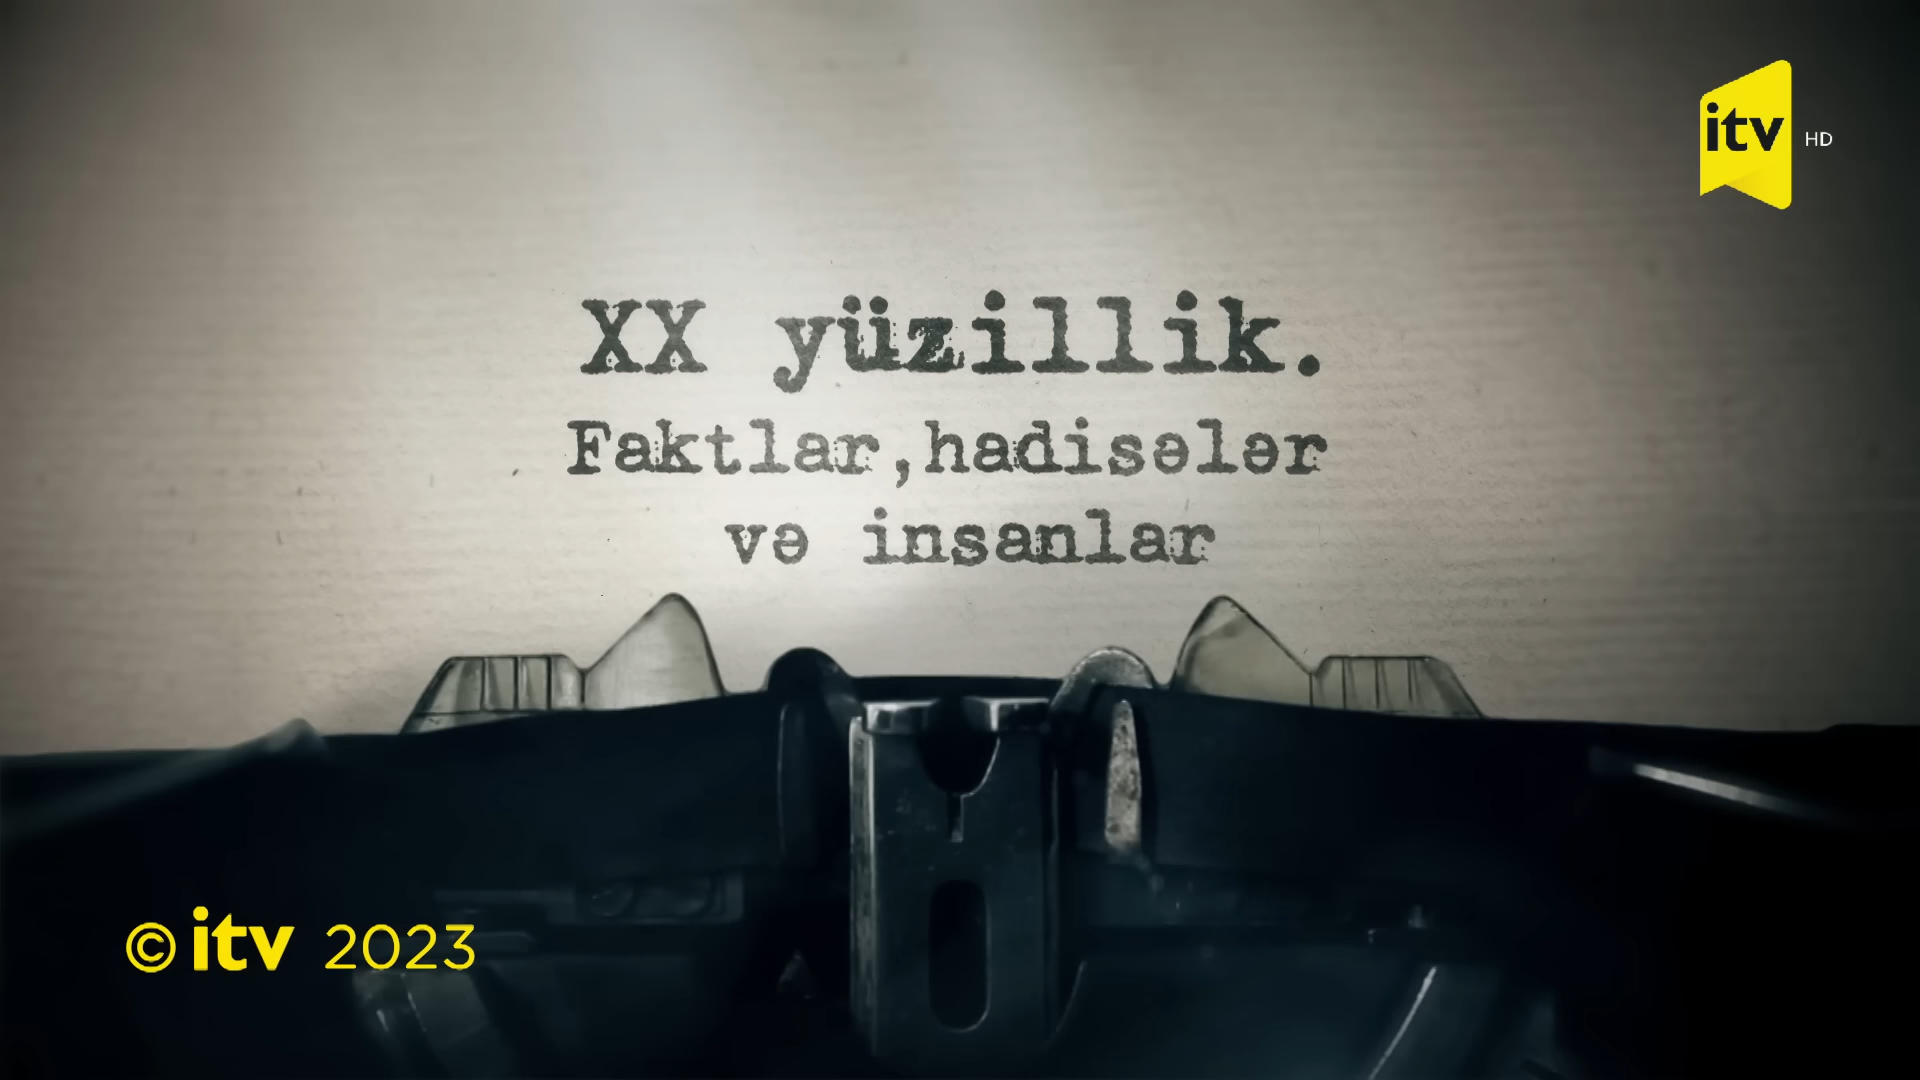 itv HD
XX yüzillik.
Faktlar,hadisələr
və insanlar
© itv 2023